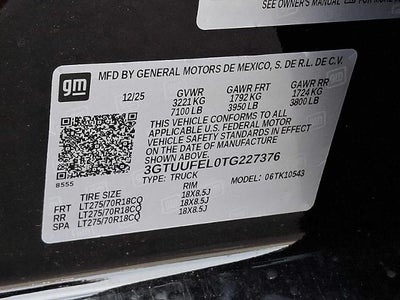 SEE OWNER'S MANUAL
gm
MFD BY GENERAL MOTORS DE MEXICO, S. DE R.L. DE C.V.
12/25 GVWR GAWR FRT GAWR RR
3221 KG 1792 KG 1724 KG
7100 LB 3950 LB 3800 LB
THIS VEHICLE CONFORMS TO ALL
APPLICABLE U.S. FEDERAL MOTOR
VEHICLE SAFETY STANDARDS IN EFFECT
ON THE DATE OF MANUFACTURE
SHOWN ABOVE.
3GTUUFEL0TG227376
TYPE: TRUCK MODEL: 06TK10543
8555
TIRE SIZE RIM
FRT LT275/70R18CQ 18X8.5J
RR LT275/70R18CQ 18X8.5J
SPA LT275/70R18CQ 18X8.5J